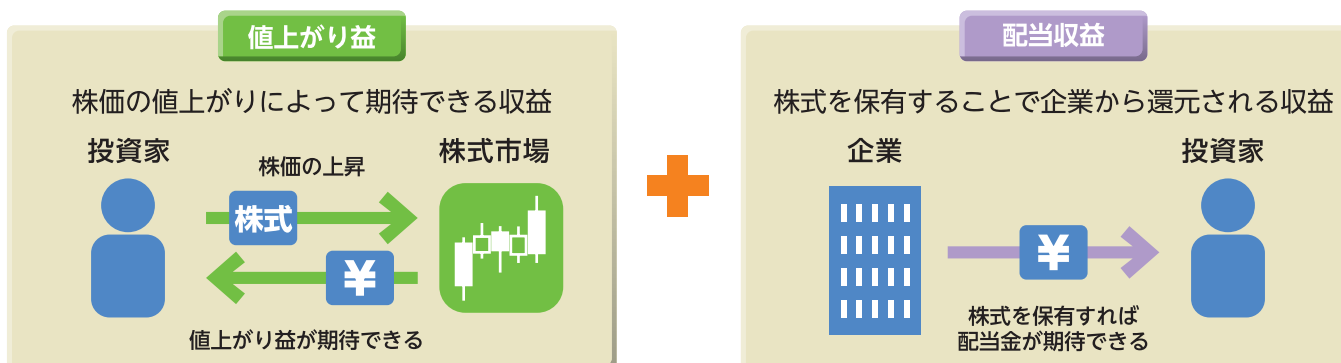 値上がり益
株価の値上がりによって期待できる収益
投資家
株価の上昇
株式市場
株式
¥
値上がり益が期待できる
配当収益
株式を保有することで企業から還元される収益
企業
投資家
¥
株式を保有すれば
配当金が期待できる